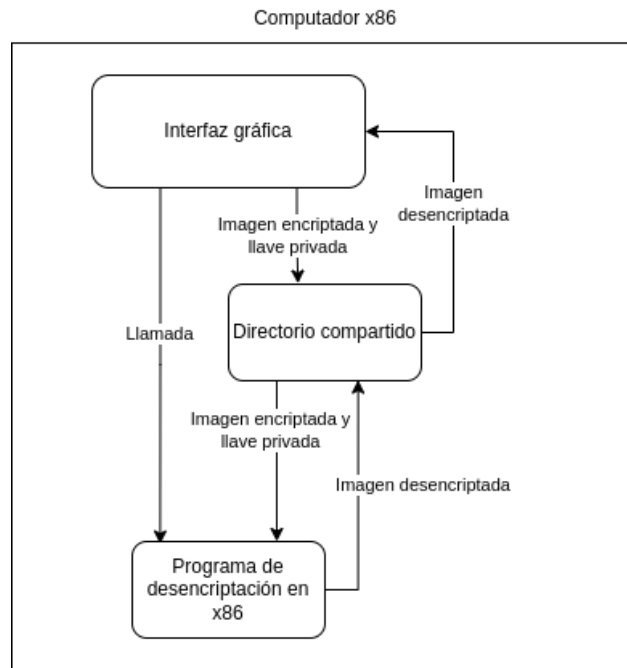 Computador x86
Interfaz gráfica
Imagen
desencriptada
Imagen encriptada y
llave privada
Llamada
Directorio compartido
Imagen encriptada y
llave privada
Imagen desencriptada
Programa de
desencriptación en
x86